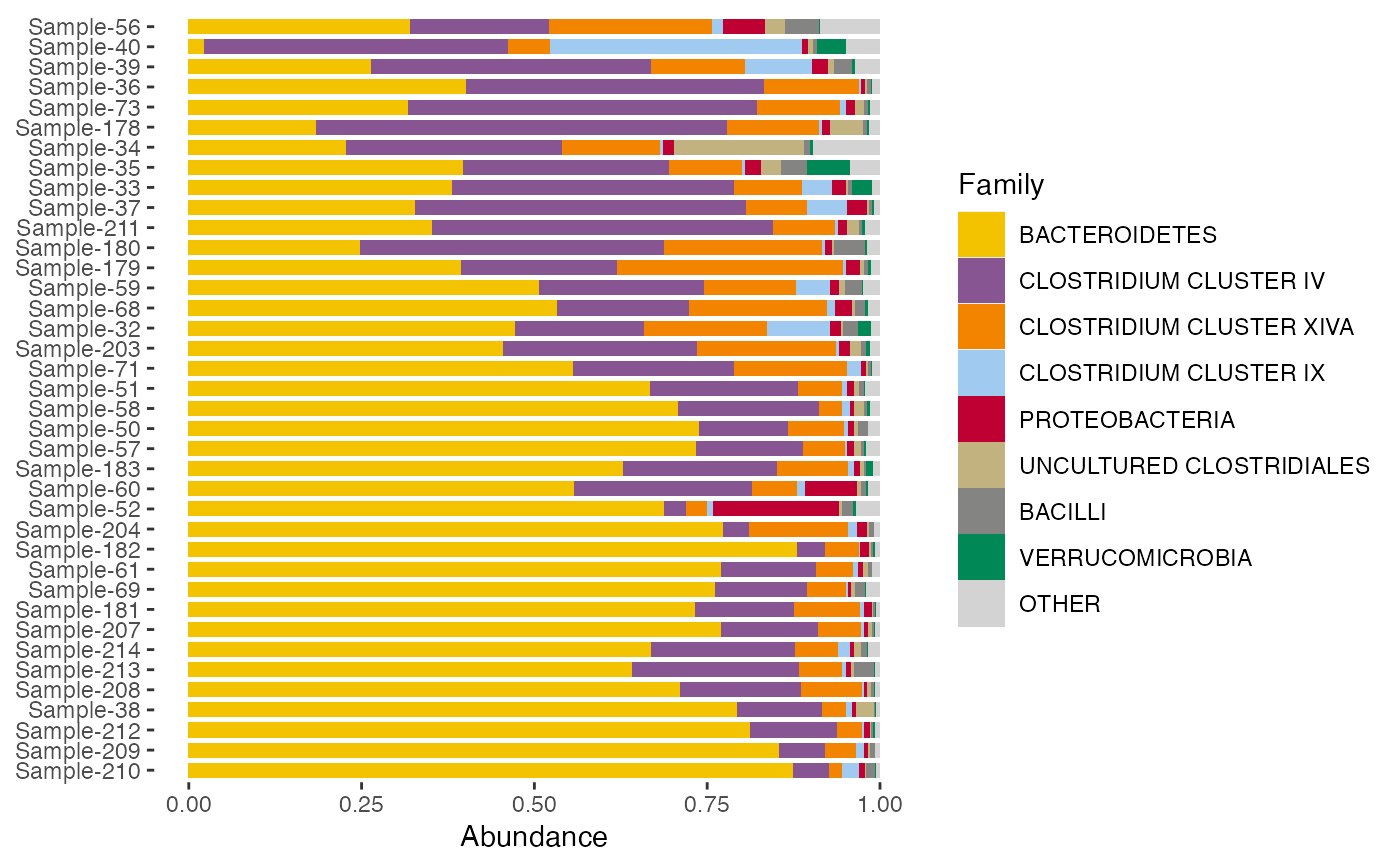 Sample-56
Sample-40
Sample-39
Sample-36
Sample-73
Sample-178
Sample-34
Sample-35
Sample-33
Sample-37
Sample-211
Sample-180
Sample-179
Sample-59
Sample-68
Sample-32
Sample-203
Sample-71
Sample-51
Sample-58
Sample-50
Sample-57
Sample-183
Sample-60
Sample-52
Sample-204
Sample-182
Sample-61
Sample-69
Sample-181
Sample-207
Sample-214
Sample-213
Sample-208
Sample-38
Sample-212
Sample-209
Sample-210
0.00 0.25 0.50 0.75 1.00
Abundance
Family
BACTEROIDETES
CLOSTRIDIUM CLUSTER IV
CLOSTRIDIUM CLUSTER XIVA
CLOSTRIDIUM CLUSTER IX
PROTEOBACTERIA
UNCULTURED CLOSTRIDIALES
BACILLI
VERRUCOMICROBIA
OTHER